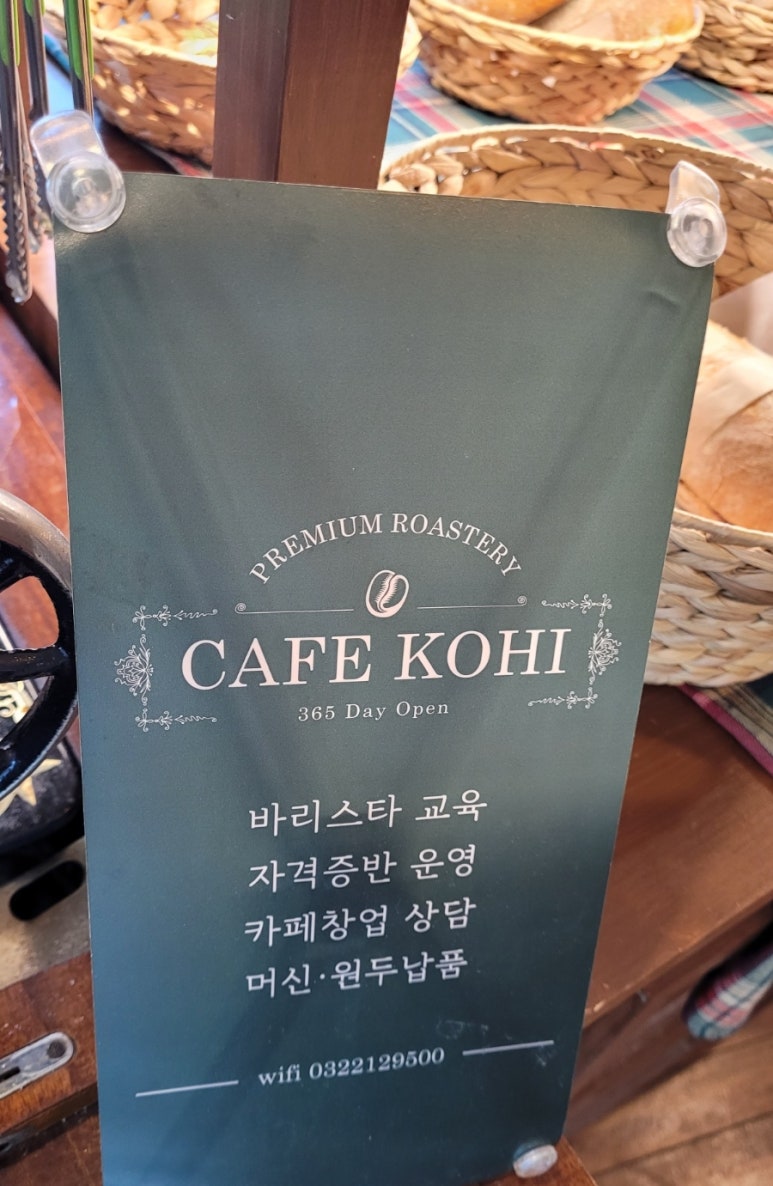 PREMIUM ROASTERY
CAFE KOHI
365 Day Open
바리스타 교육
자격증반 운영
카페창업 상담
머신·원두납품
wifi 0322129500